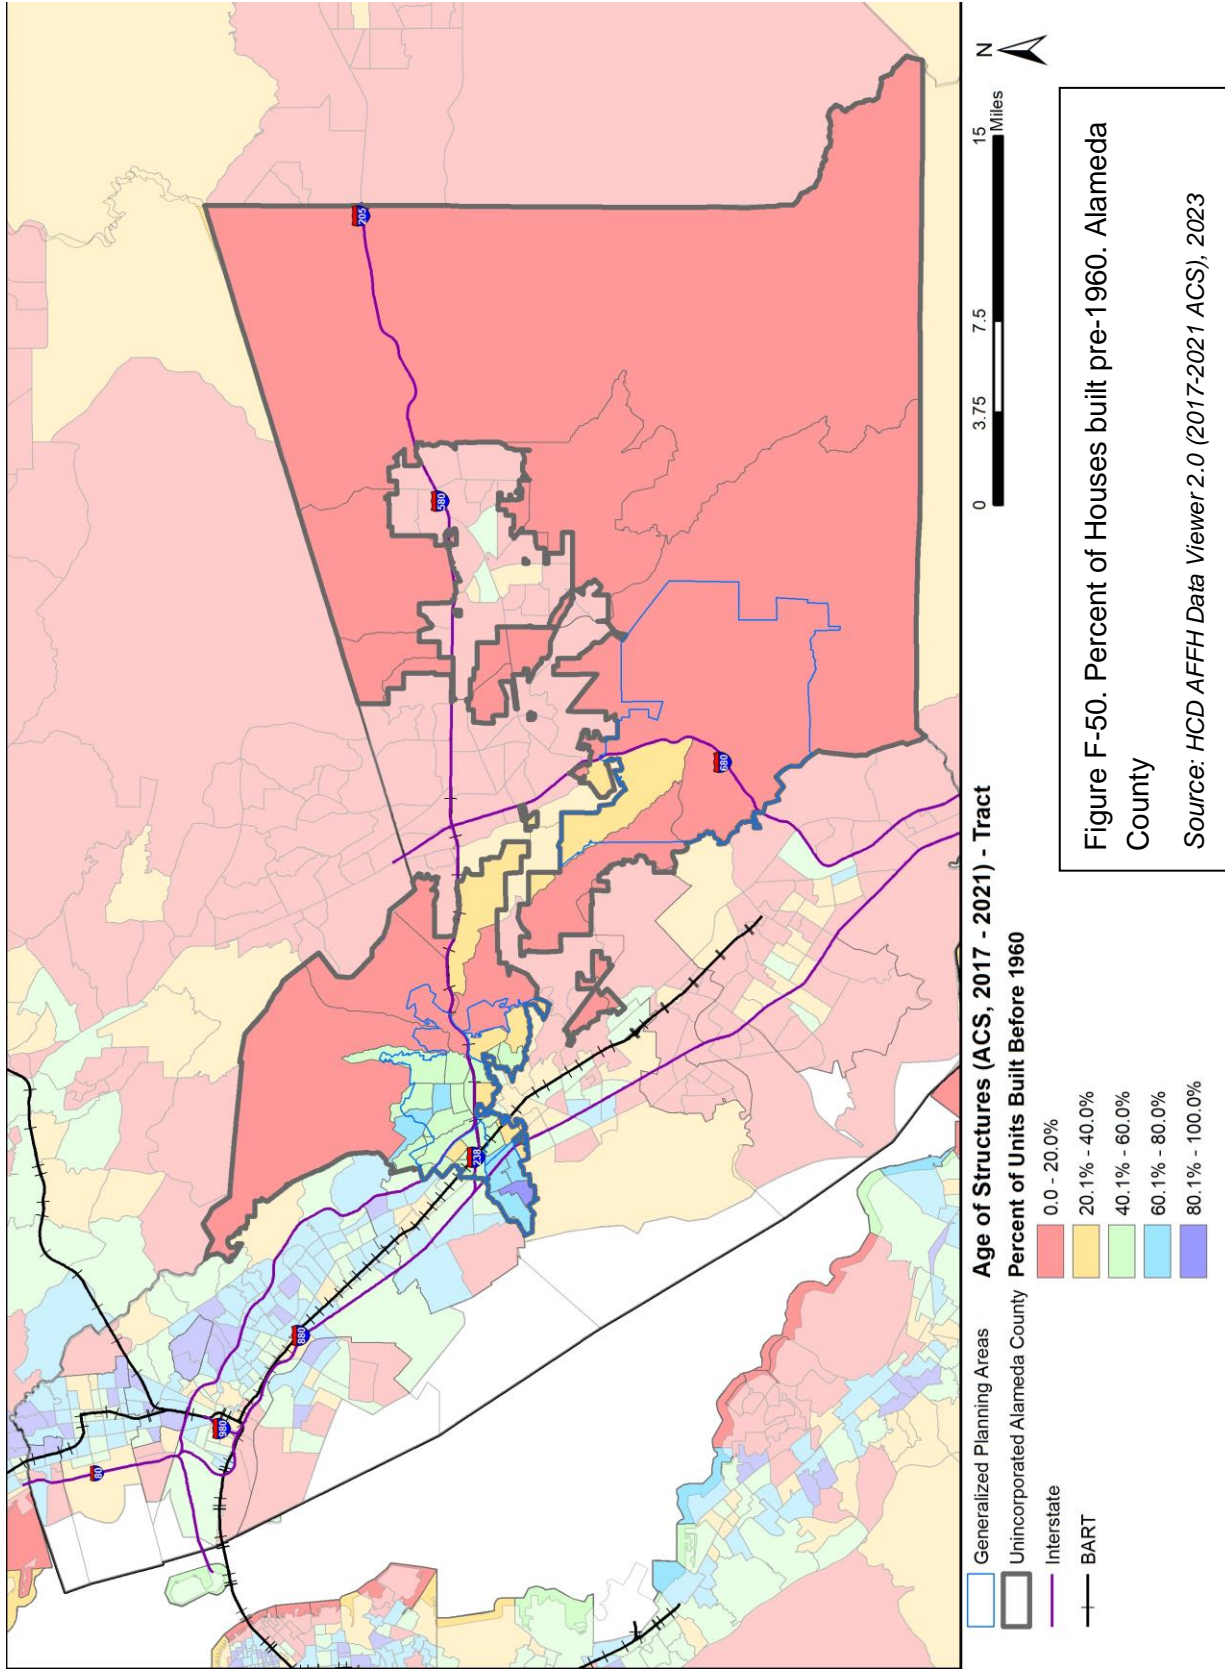 80
980
880
238
580
205
680
N
0 3.75 7.5 15
Miles
Generalized Planning Areas
Unincorporated Alameda County
Interstate
BART
Age of Structures (ACS, 2017 - 2021) - Tract
Percent of Units Built Before 1960
0.0 - 20.0%
20.1% - 40.0%
40.1% - 60.0%
60.1% - 80.0%
80.1% - 100.0%
Figure F-50. Percent of Houses built pre-1960. Alameda
County
Source: HCD AFFH Data Viewer 2.0 (2017-2021 ACS), 2023